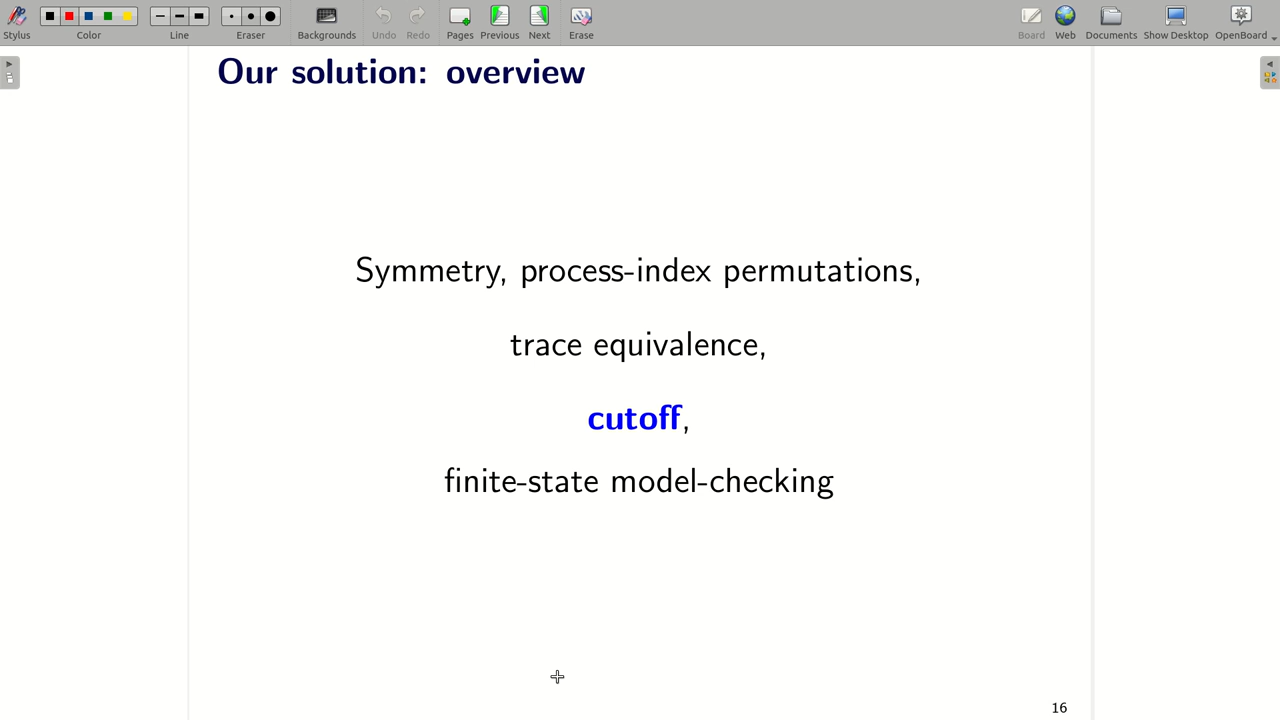 Stylus
Color
Line
Eraser
Backgrounds
Undo
Redo
Pages
Previous
Next
Erase
Board
Web
Documents
Show Desktop
OpenBoard
Our solution: overview
Symmetry, process-index permutations,
trace equivalence,
cutoff,
finite-state model-checking
16